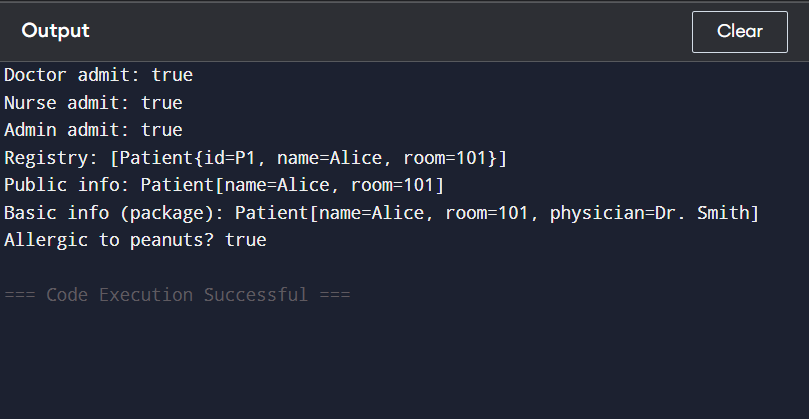 Output
Clear
Doctor admit: true
Nurse admit: true
Admin admit: true
Registry: [Patient{id=P1, name=Alice, room=101}]
Public info: Patient[name=Alice, room=101]
Basic info (package): Patient[name=Alice, room=101, physician=Dr. Smith]
Allergic to peanuts? true
=== Code Execution Successful ===